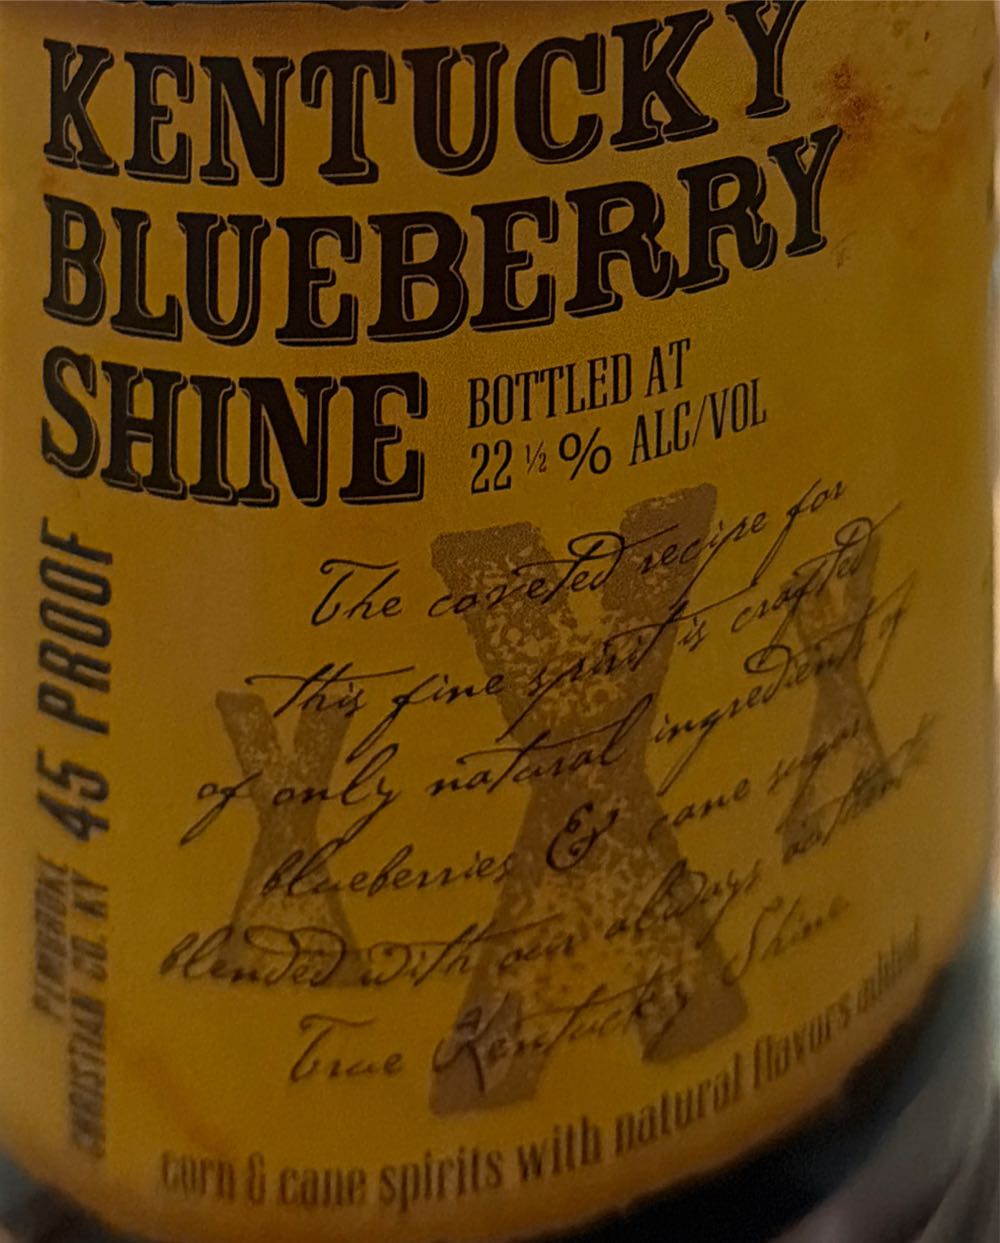 KENTUCKY
BLUEBERRY
SHINE
BOTTLED AT
22 ½ % ALC/VOL
45 PROOF
PEMBROKE
CHRISTIAN CO. KY
The coveted recipe for
this fine spirit is crafted
of only natural ingredients of
blueberries & cane sugar
blended with our always authentic
True Kentucky Shine.
corn & cane spirits with natural flavors added
XXX